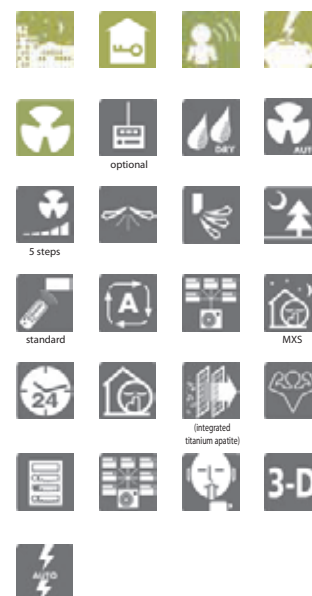 optional
DRY
AUTO
5 steps
standard
A
MXS
24
(integrated
titanium apatite)
3-D
AUTO